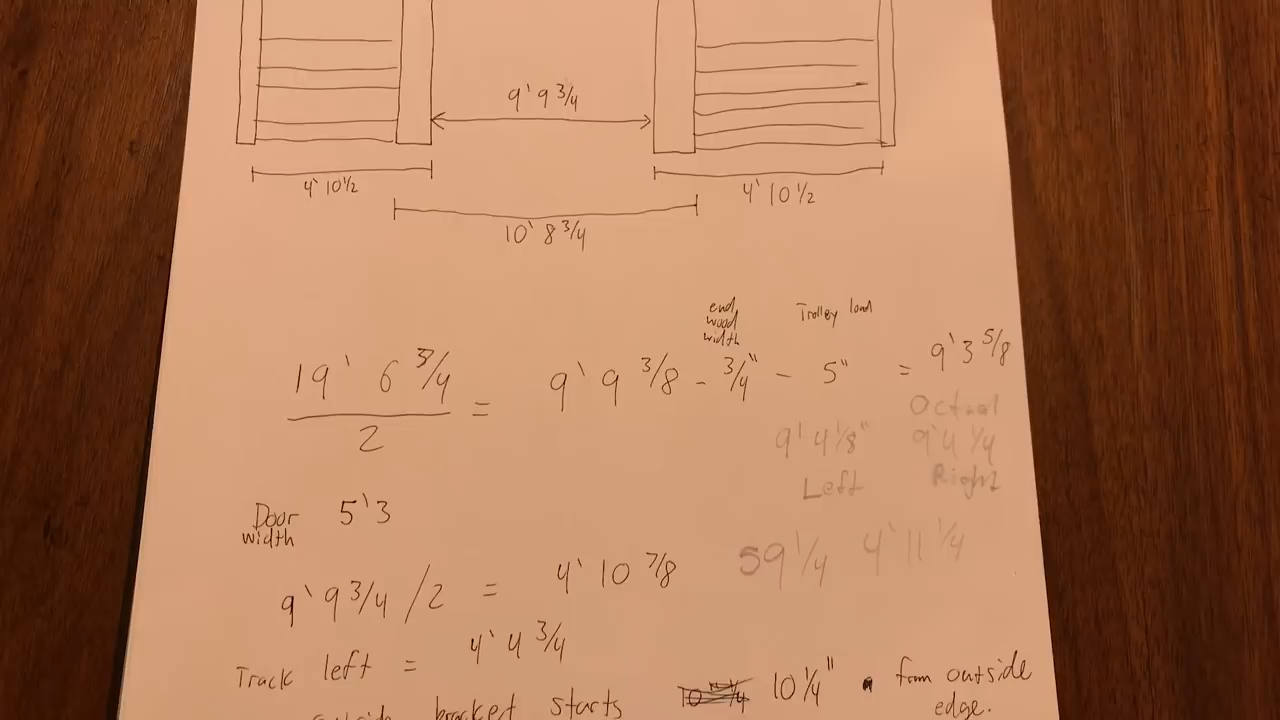 9' 9 3/4
4' 10 1/2
4' 10 1/2
10' 8 3/4
end wood width
Trolley load
19' 6 3/4 / 2 = 9' 9 3/8 - 3/4" - 5" = 9' 3 5/8
Octual
9' 4 1/8" 9' 4 1/4
Left Right
Door width 5' 3
59 1/4 4' 11 1/4
9' 9 3/4 / 2 = 4' 10 7/8
Track left = 4' 4 3/4
bracket starts 10 1/4" from outside edge.